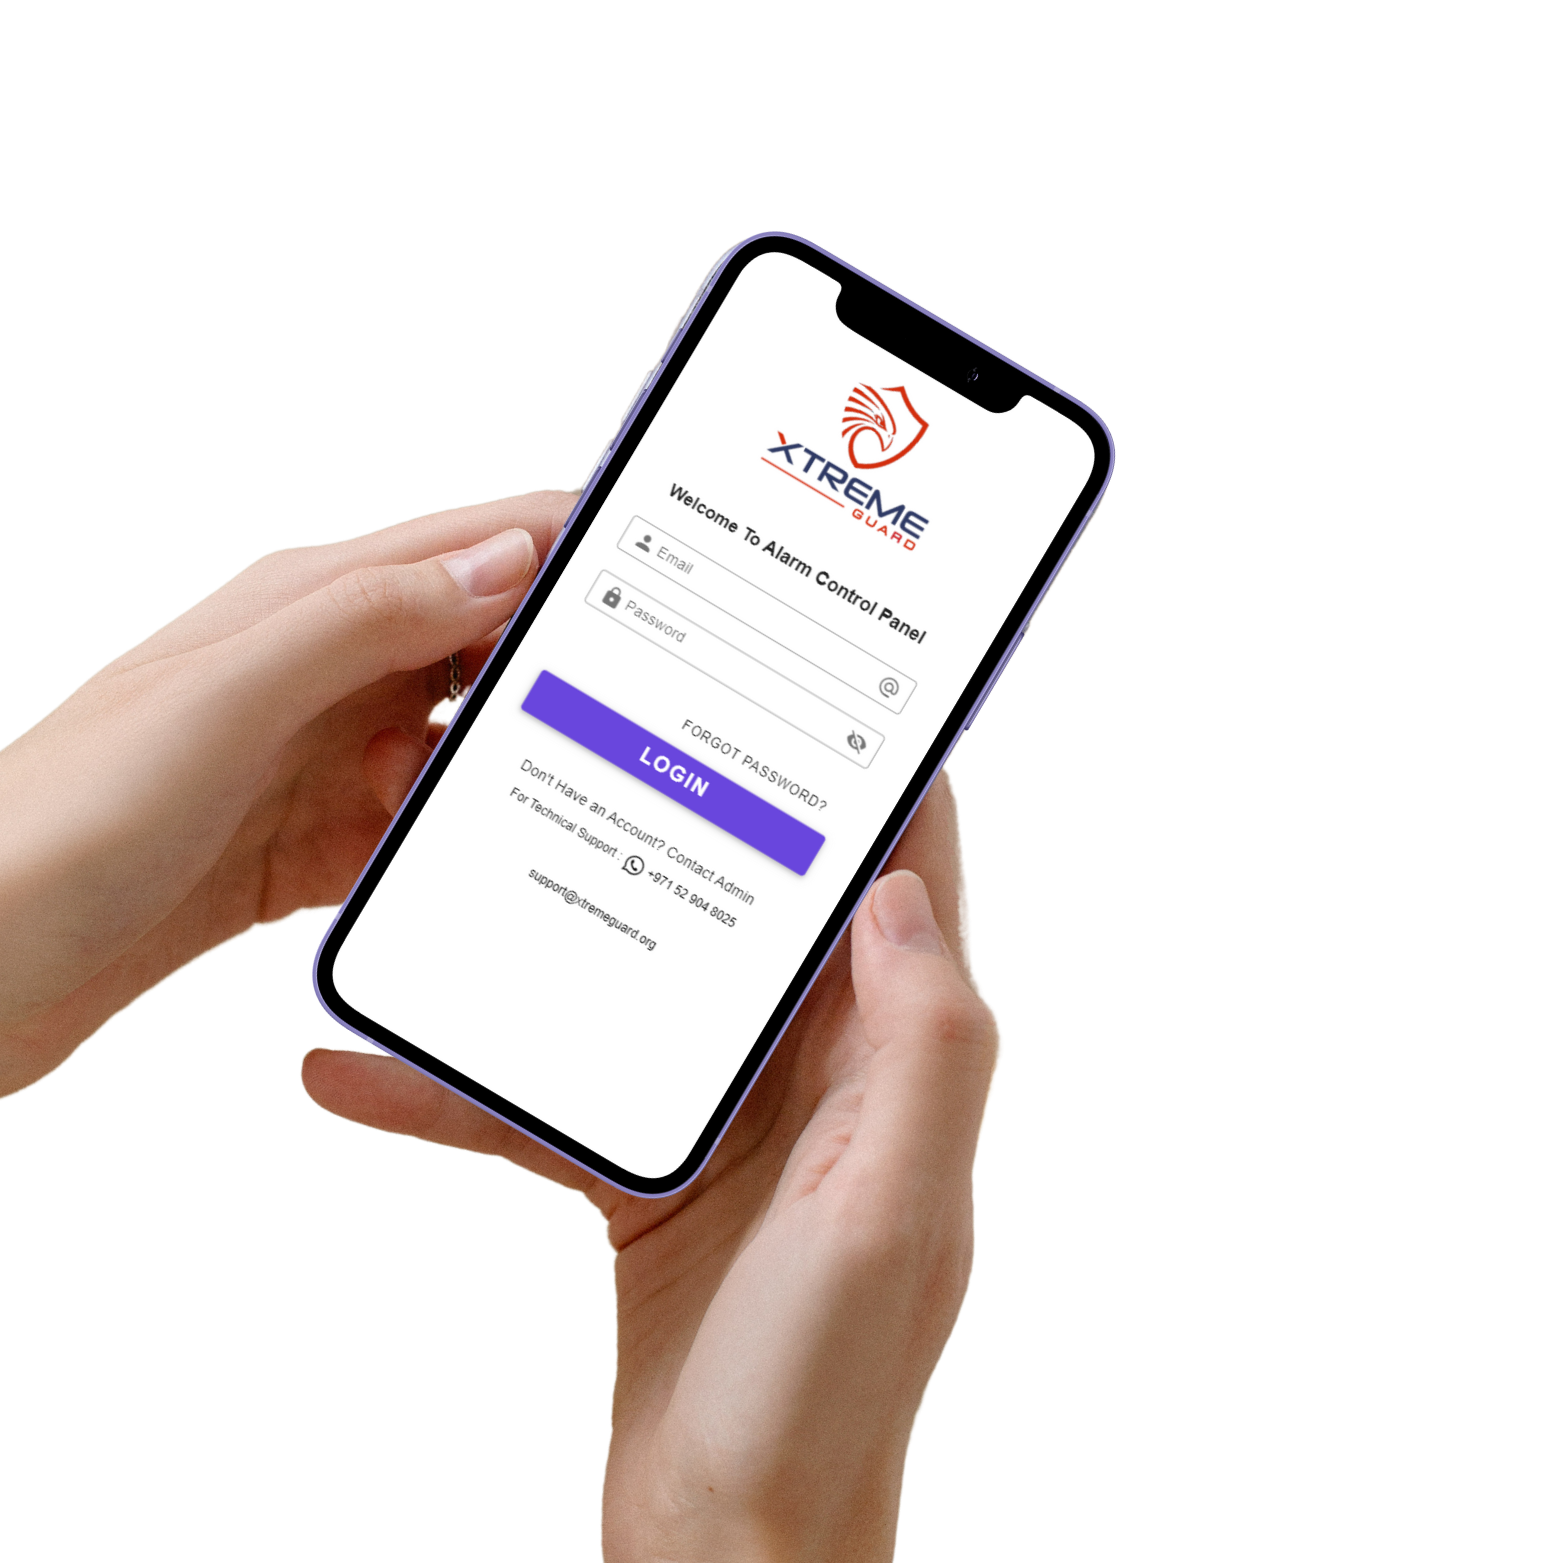 XTREME
GUARD
Welcome To Alarm Control Panel
Email
@
Password
FORGOT PASSWORD?
LOGIN
Don't Have an Account? Contact Admin
For Technical Support : +971 52 904 8025
support@xtremeguard.org